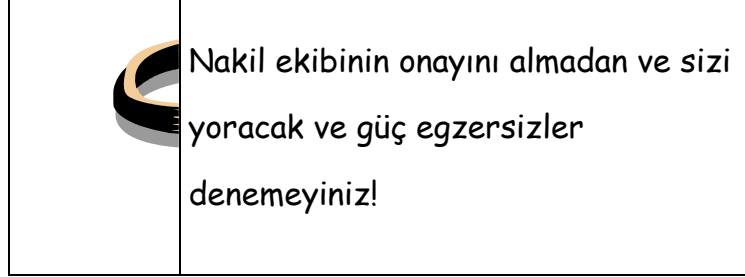 Nakil ekibinin onayını almadan ve sizi
yoracak ve güç egzersizler
denemeyiniz!